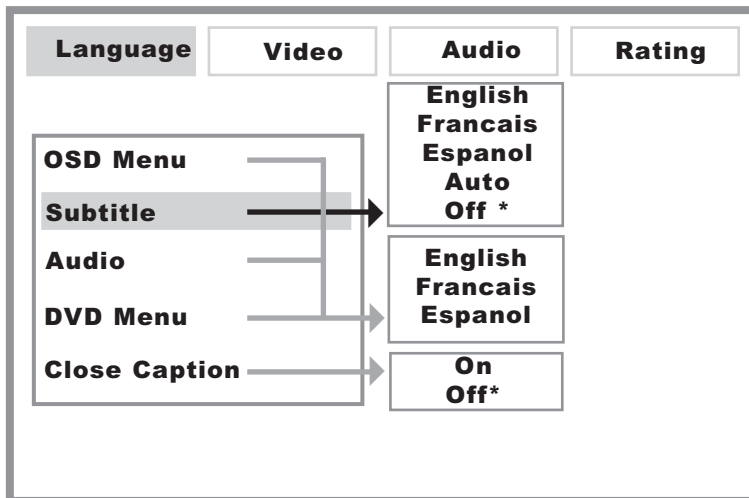 Language Video Audio Rating
OSD Menu
Subtitle
Audio
DVD Menu
Close Caption
English
Francais
Espanol
Auto
Off *
English
Francais
Espanol
On
Off*